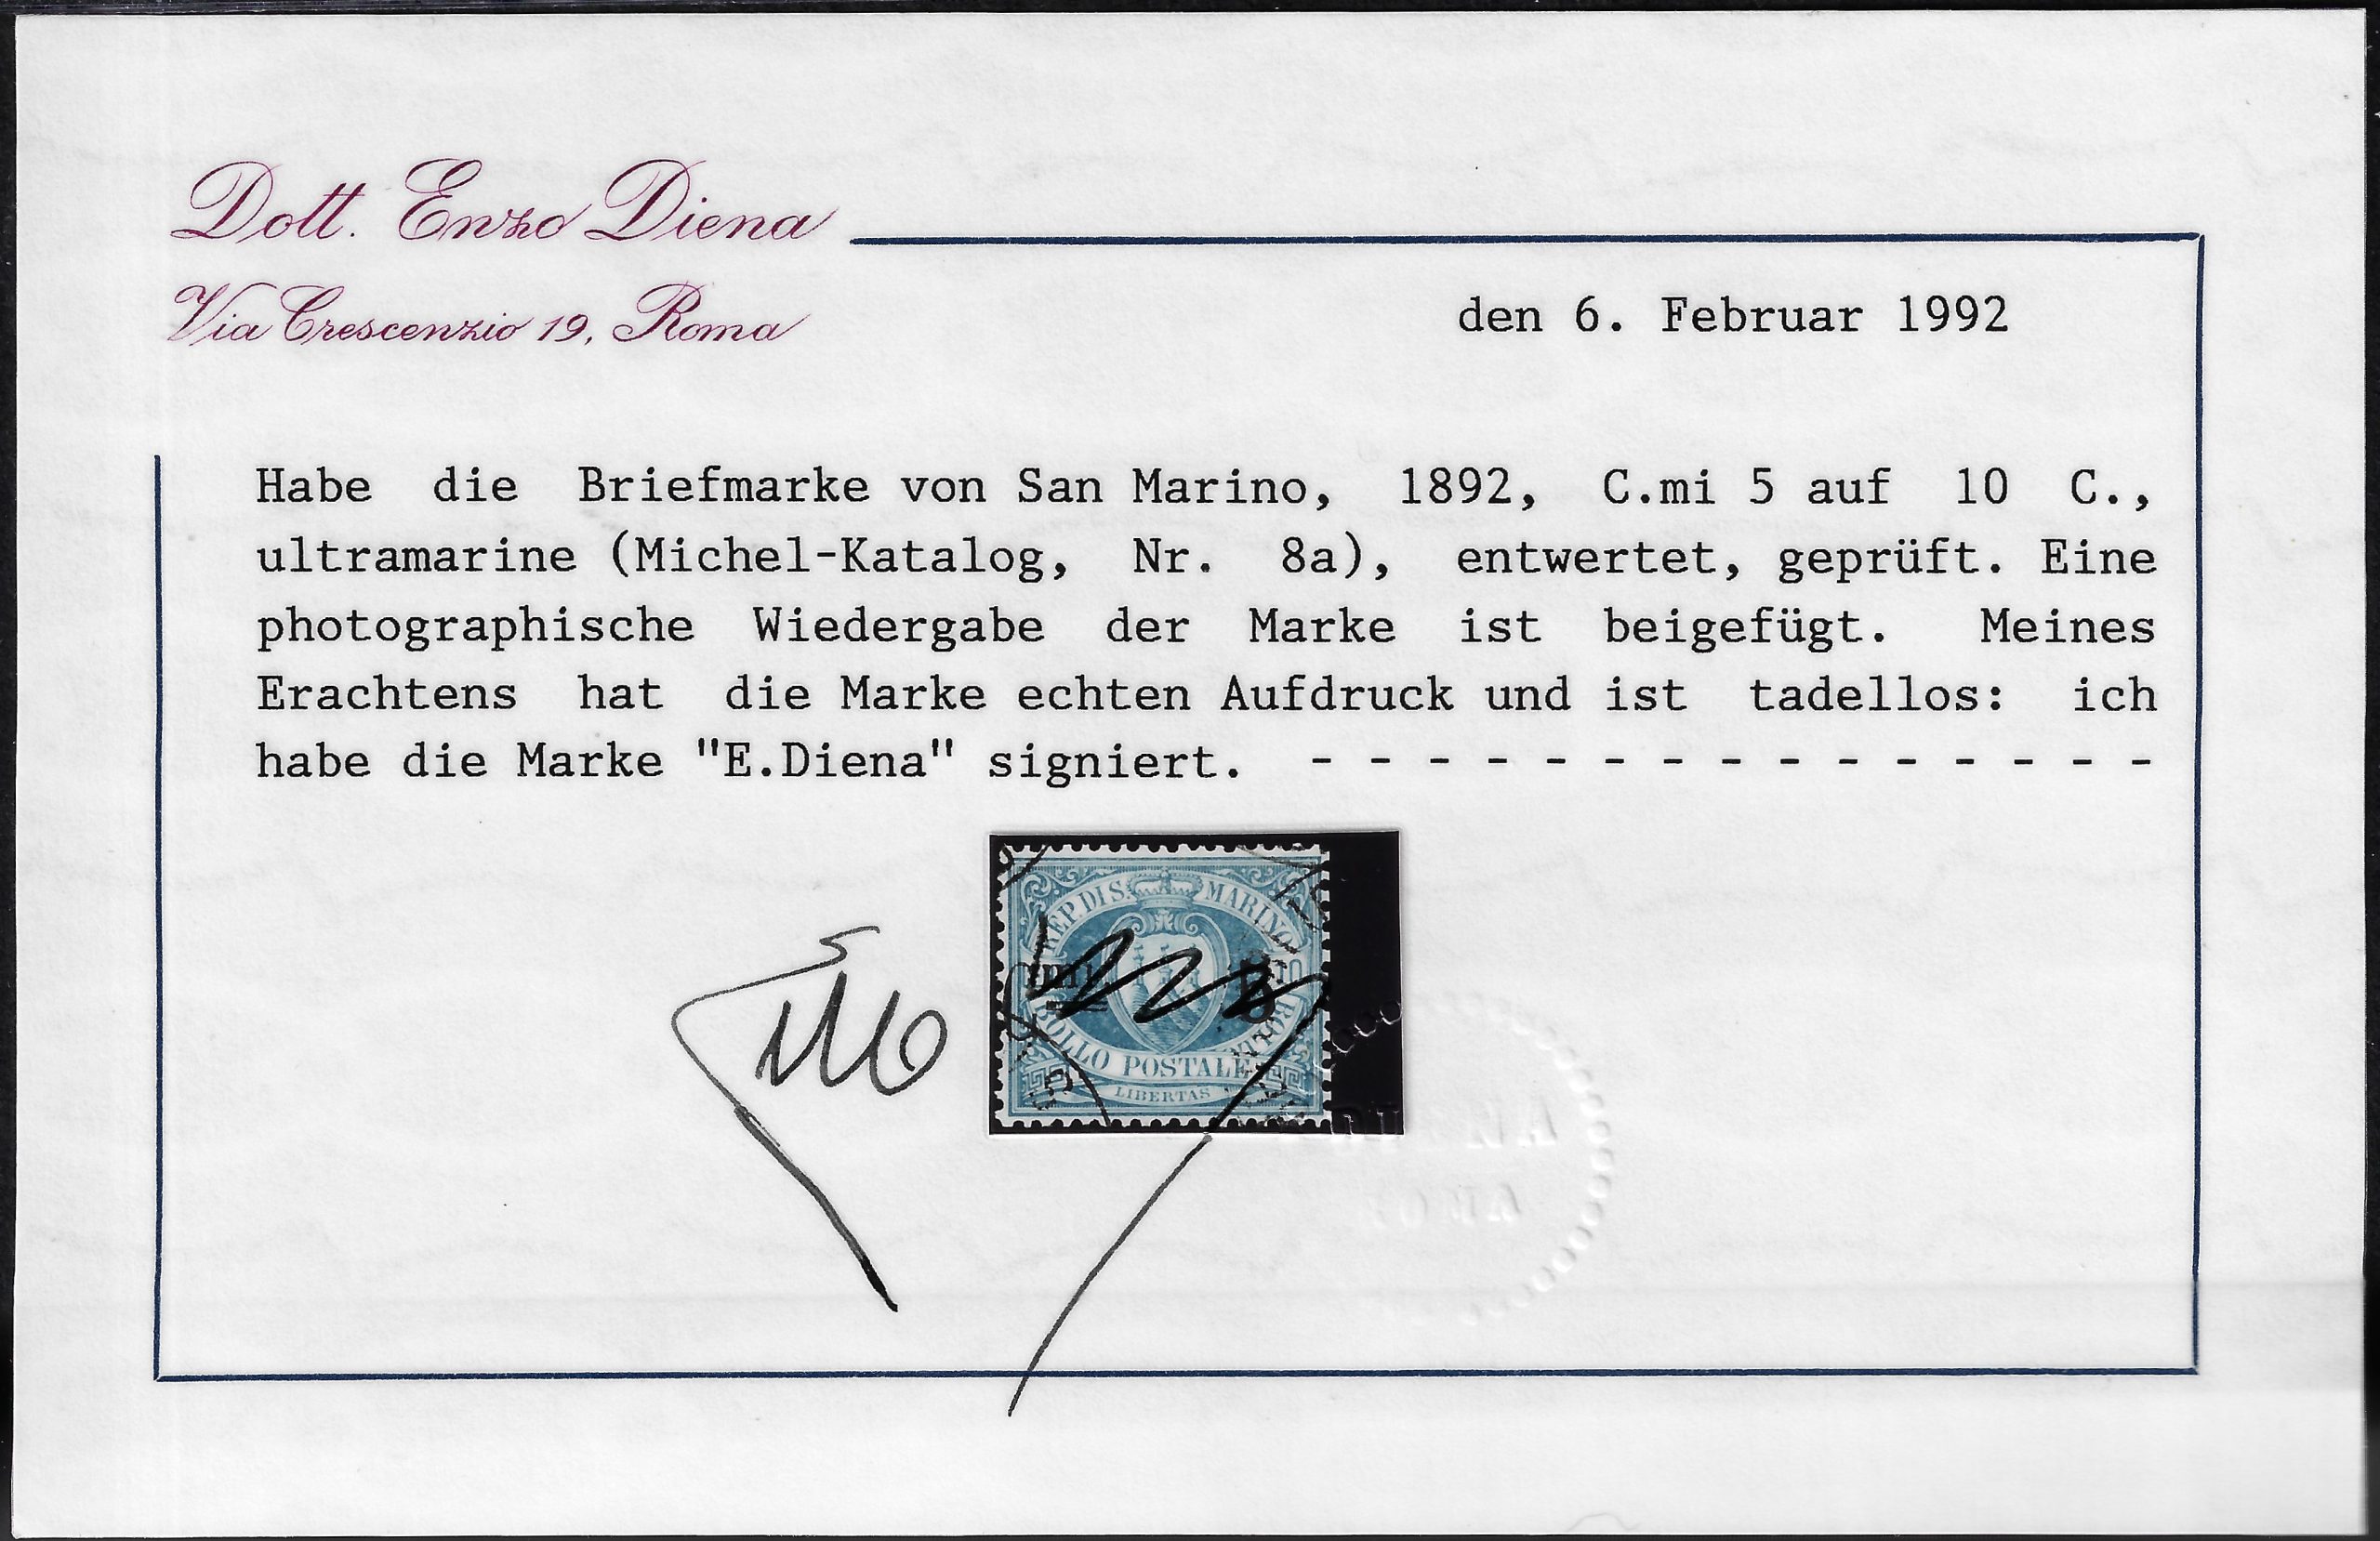 Dott. Enzo Diena
Via Crescenzio 19, Roma
den 6. Februar 1992
Habe die Briefmarke von San Marino, 1892, C.mi 5 auf 10 C.,
ultramarine (Michel-Katalog, Nr. 8a), entwertet, geprüft. Eine
photographische Wiedergabe der Marke ist beigefügt. Meines
Erachtens hat die Marke echten Aufdruck und ist tadellos: ich
habe die Marke "E.Diena" signiert. - - - - - - - - - - - - - - -
REP. DI S. MARINO
Cmi. 5
10
BOLLO POSTALE
LIBERTAS